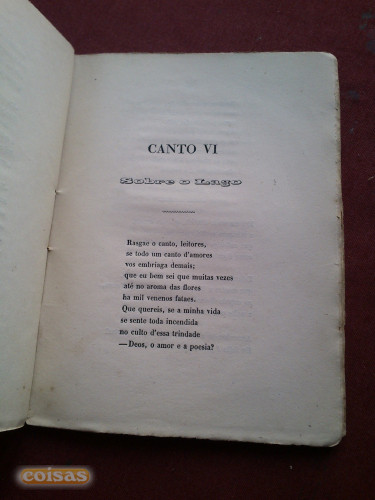 CANTO VI
Sobre o Lago
Rasgae o canto, leitores,
se todo um canto d'amores
vos embriaga demais;
que eu bem sei que muitas vezes
até no aroma das flores
ha mil venenos fataes.
Que quereis, se a minha vida
se sente toda incendida
no culto d'essa trindade
—Deos, o amor e a poesia?
coisas